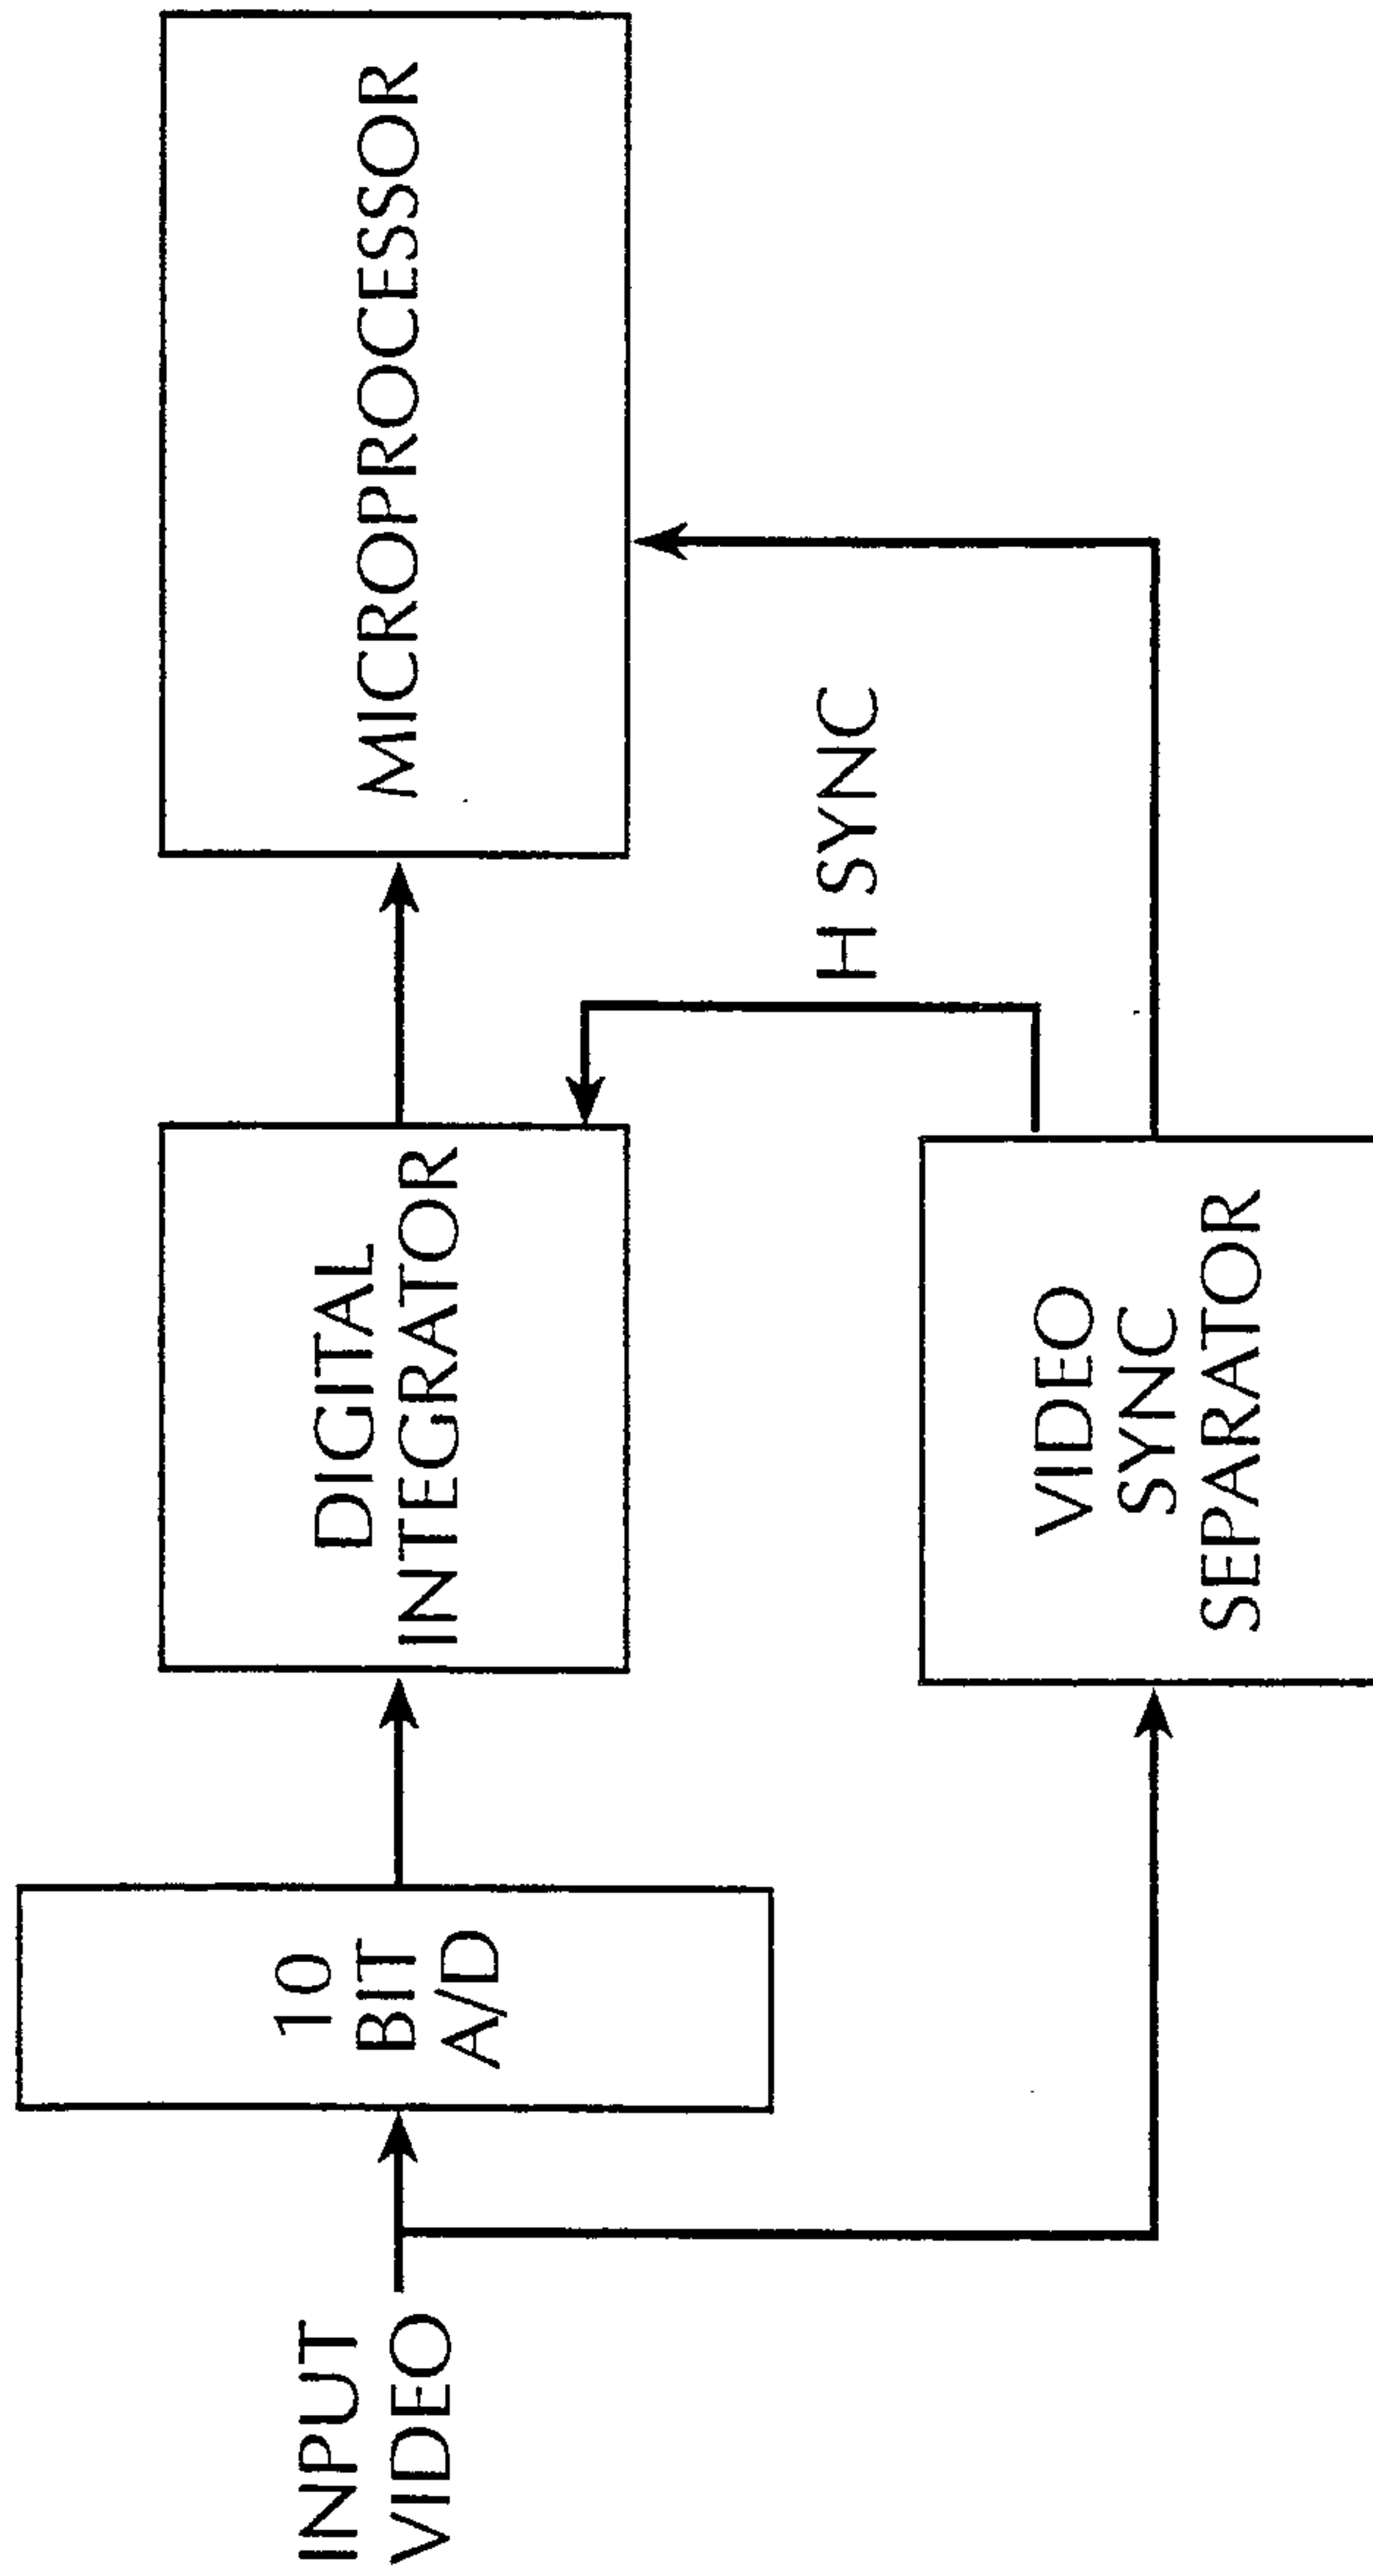 INPUT
VIDEO
10
BIT
A/D
DIGITAL
INTEGRATOR
MICROPROCESSOR
H SYNC
VIDEO
SYNC
SEPARATOR